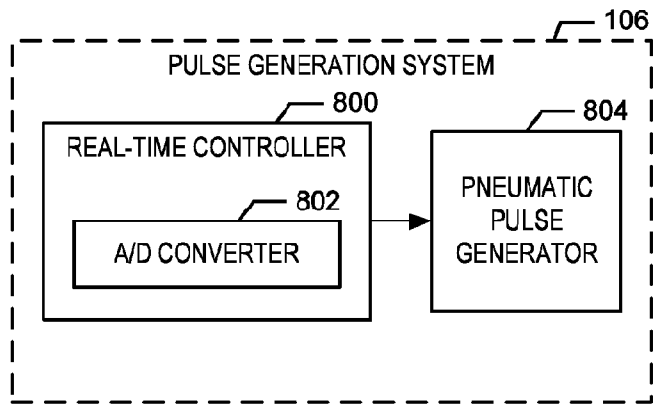 106
PULSE GENERATION SYSTEM
800
REAL-TIME CONTROLLER
802
A/D CONVERTER
804
PNEUMATIC
PULSE
GENERATOR